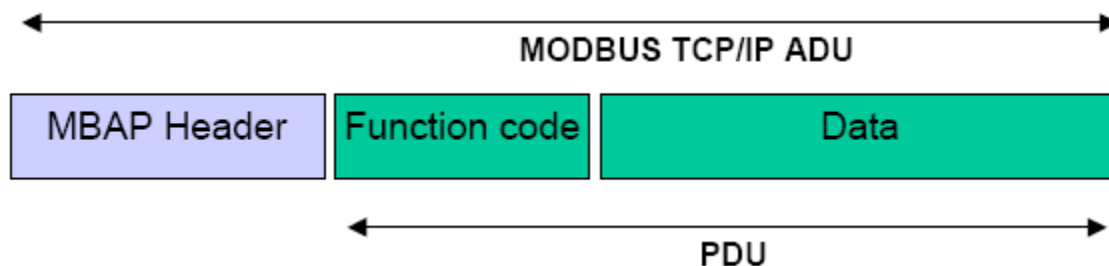 MODBUS TCP/IP ADU
MBAP Header Function code Data
PDU